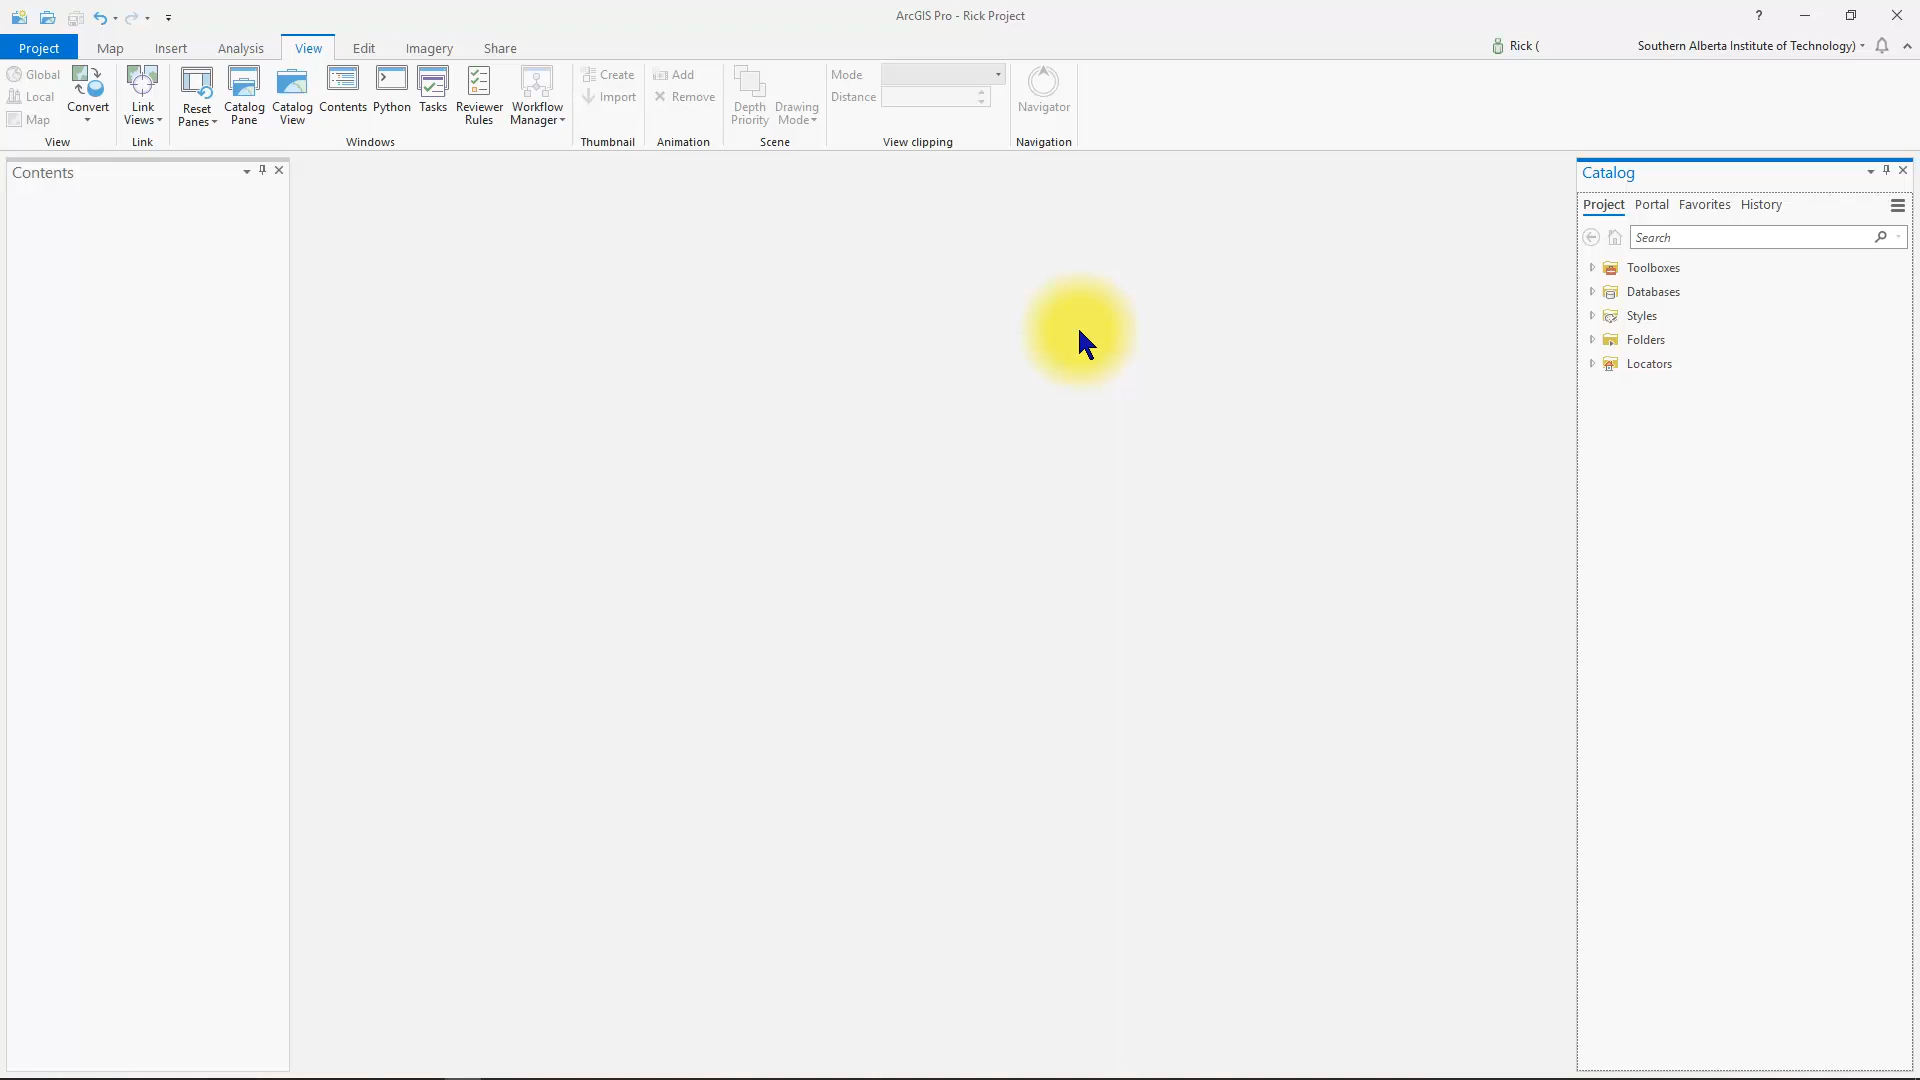 ArcGIS Pro - Rick Project
?
Project Map Insert Analysis View Edit Imagery Share
Rick ( Southern Alberta Institute of Technology)
Global
Local
Map
Convert
View
Link
Views
Link
Reset
Panes
Catalog
Pane
Catalog
View
Contents
Python
Tasks
Reviewer
Rules
Workflow
Manager
Windows
Create
Import
Thumbnail
Add
Remove
Animation
Depth
Priority
Drawing
Mode
Scene
Mode
Distance
View clipping
Navigator
Navigation
Contents
Catalog
Project Portal Favorites History
Search
Toolboxes
Databases
Styles
Folders
Locators